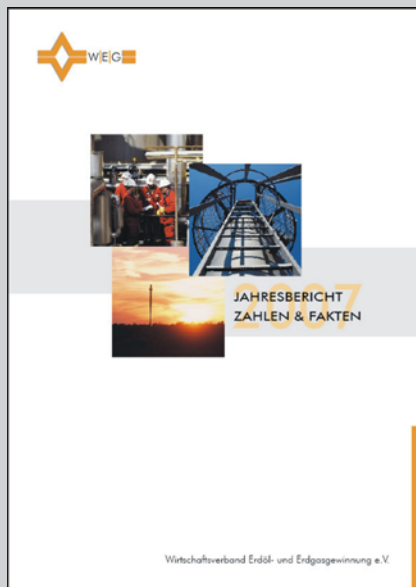 W|E|G
2007
JAHRESBERICHT
ZAHLEN & FAKTEN
Wirtschaftsverband Erdöl- und Erdgasgewinnung e.V.